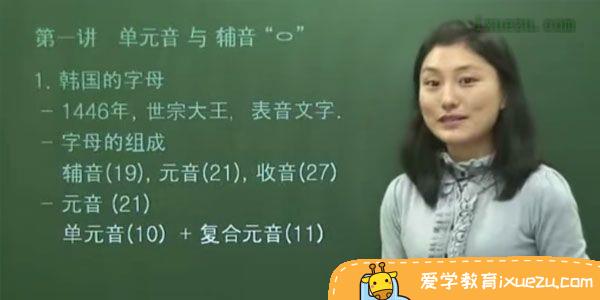 ixuezu.com
第一讲 单元音 与 辅音 “ㅇ”
1. 韩国的字母
- 1446年, 世宗大王, 表音文字.
- 字母的组成
辅音(19), 元音(21), 收音(27)
- 元音 (21)
单元音(10) + 复合元音(11)
爱学教育ixuezu.com